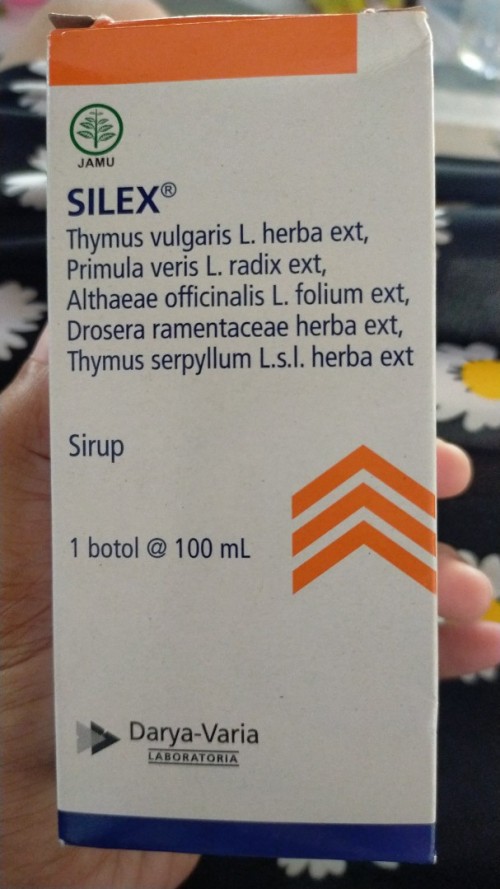 JAMU
SILEX®
Thymus vulgaris L. herba ext,
Primula veris L. radix ext,
Althaeae officinalis L. folium ext,
Drosera ramentaceae herba ext,
Thymus serpyllum L.s.l. herba ext
Sirup
1 botol @ 100 mL
Darya-Varia
LABORATORIA